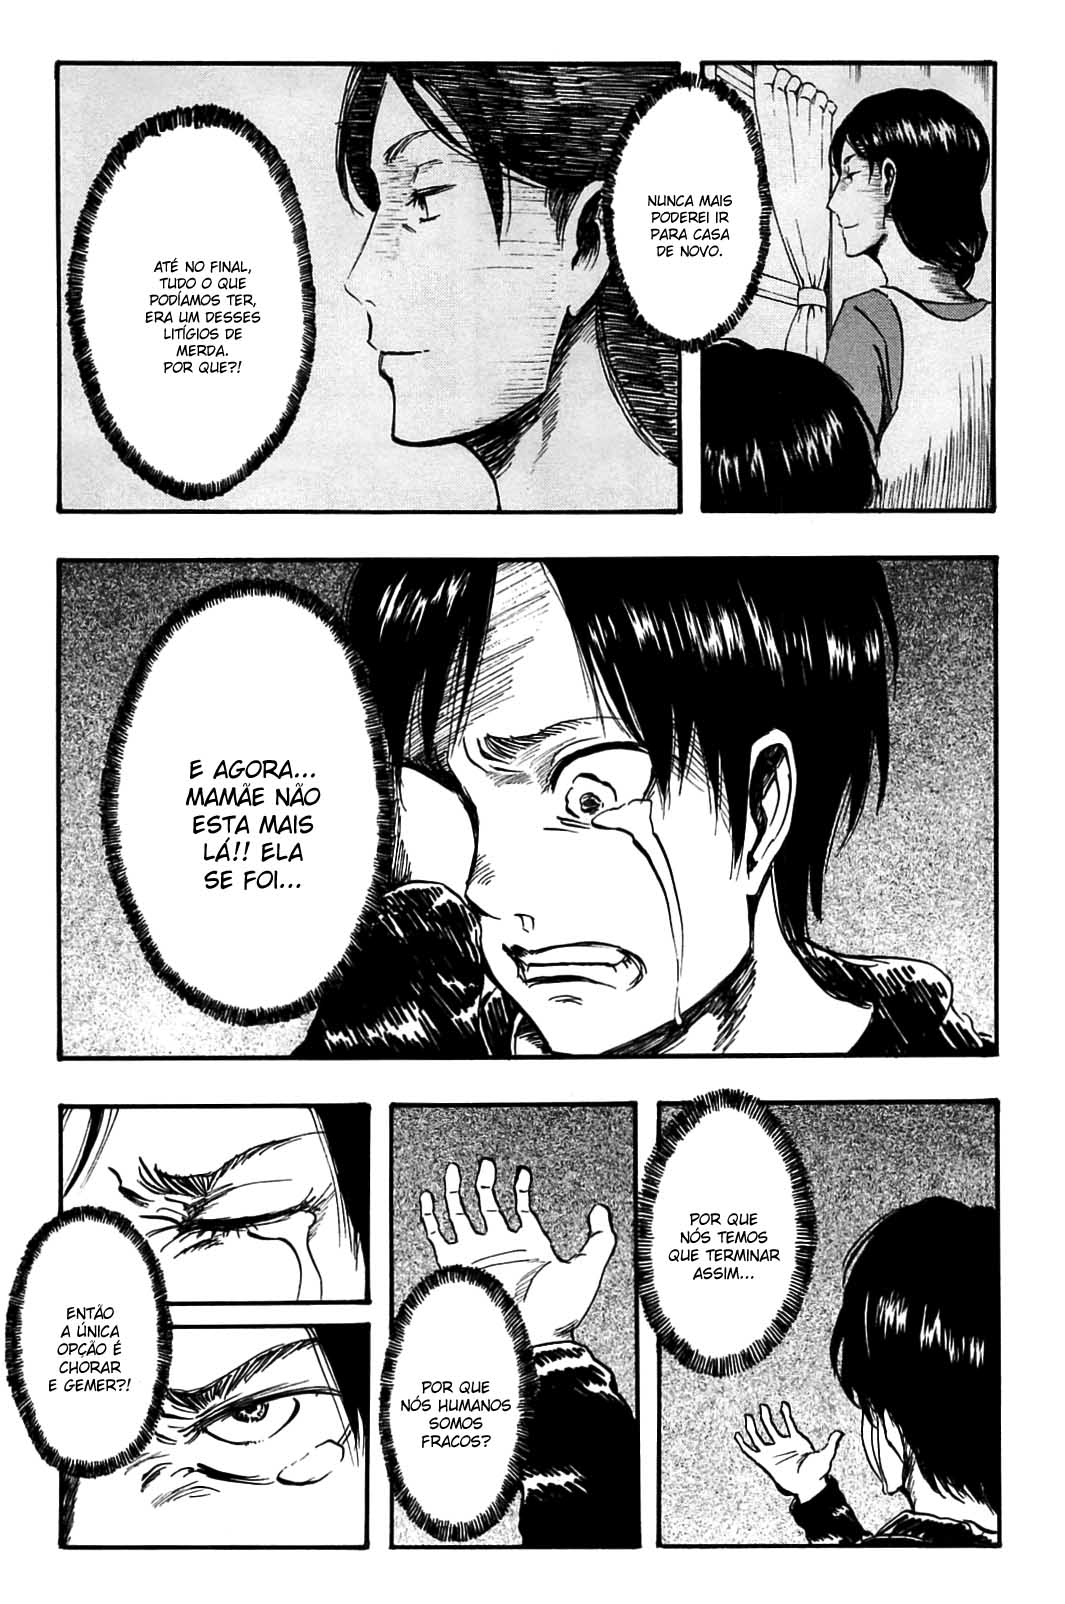 NUNCA MAIS
PODEREI IR
PARA CASA
DE NOVO.
ATÉ NO FINAL,
TUDO O QUE
PODÍAMOS TER,
ERA UM DESSES
LITÍGIOS DE
MERDA.
POR QUE?!
E AGORA...
MAMÃE NÃO
ESTA MAIS
LÁ!! ELA
SE FOI...
POR QUE
NÓS TEMOS
QUE TERMINAR
ASSIM...
POR QUE
NÓS HUMANOS
SOMOS
FRACOS?
ENTÃO
A ÚNICA
OPÇÃO É
CHORAR
E GEMER?!